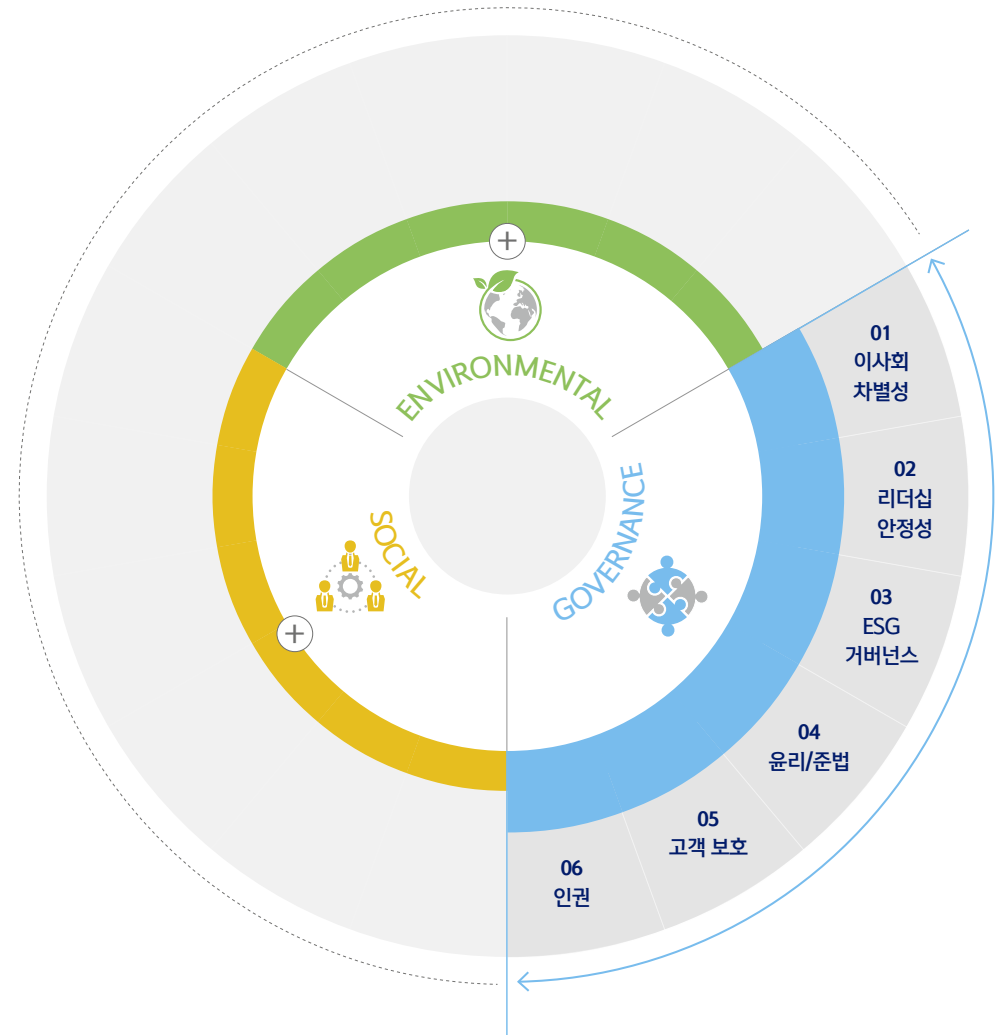 ENVIRONMENTAL
SOCIAL
GOVERNANCE
01
이사회
차별성
02
리더십
안정성
03
ESG
거버넌스
04
윤리/준법
05
고객 보호
06
인권